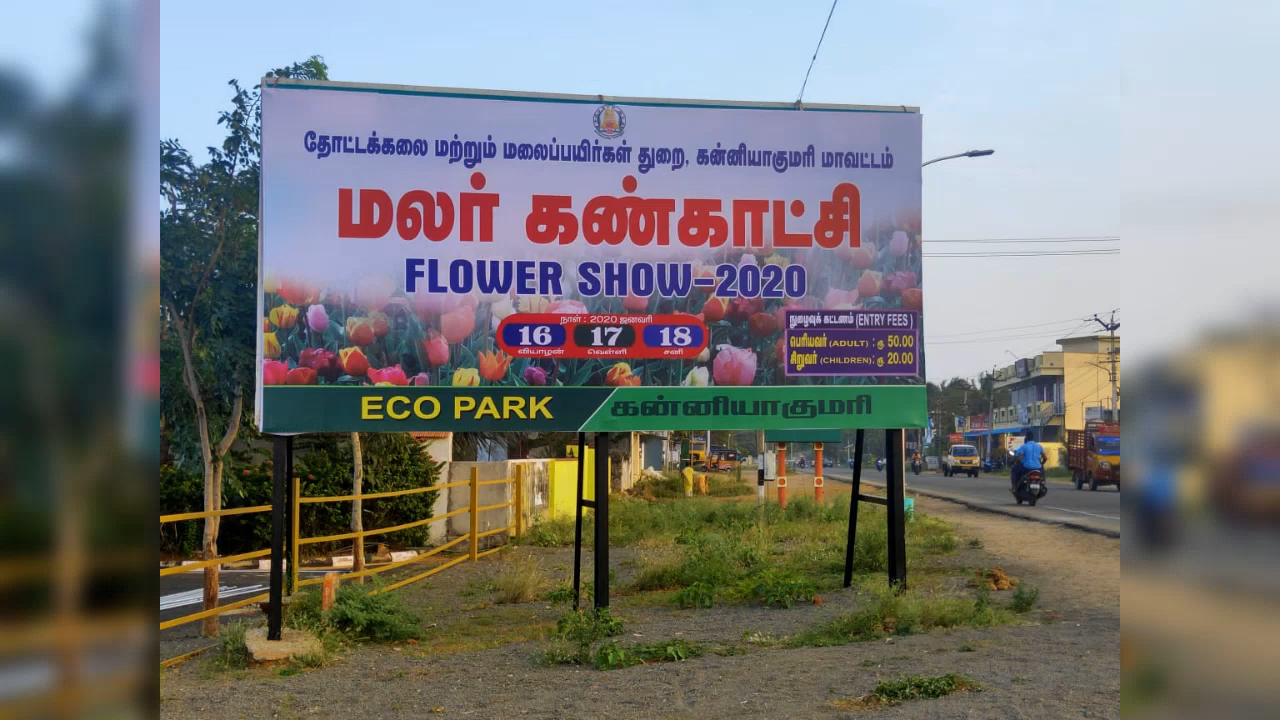 தோட்டக்கலை மற்றும் மலைப்பயிர்கள் துறை, கன்னியாகுமரி மாவட்டம்
மலர் கண்காட்சி
FLOWER SHOW-2020
நாள் : 2020 ஜனவரி
16 17 18
வியாழன் வெள்ளி சனி
நுழைவுக் கட்டணம் (ENTRY FEES)
பெரியவர் (ADULT) : ரூ 50.00
சிறுவர் (CHILDREN) : ரூ 20.00
ECO PARK கன்னியாகுமரி